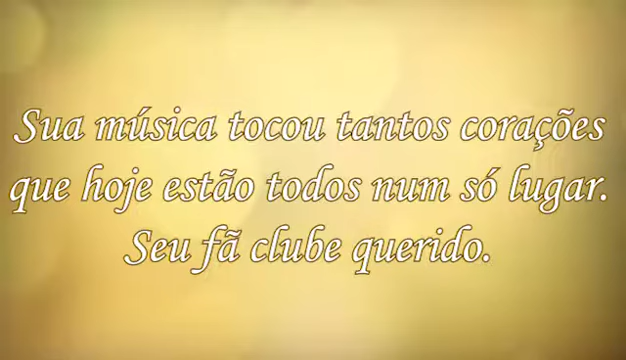 Sua música tocou tantos corações
que hoje estão todos num só lugar.
Seu fã clube querido.